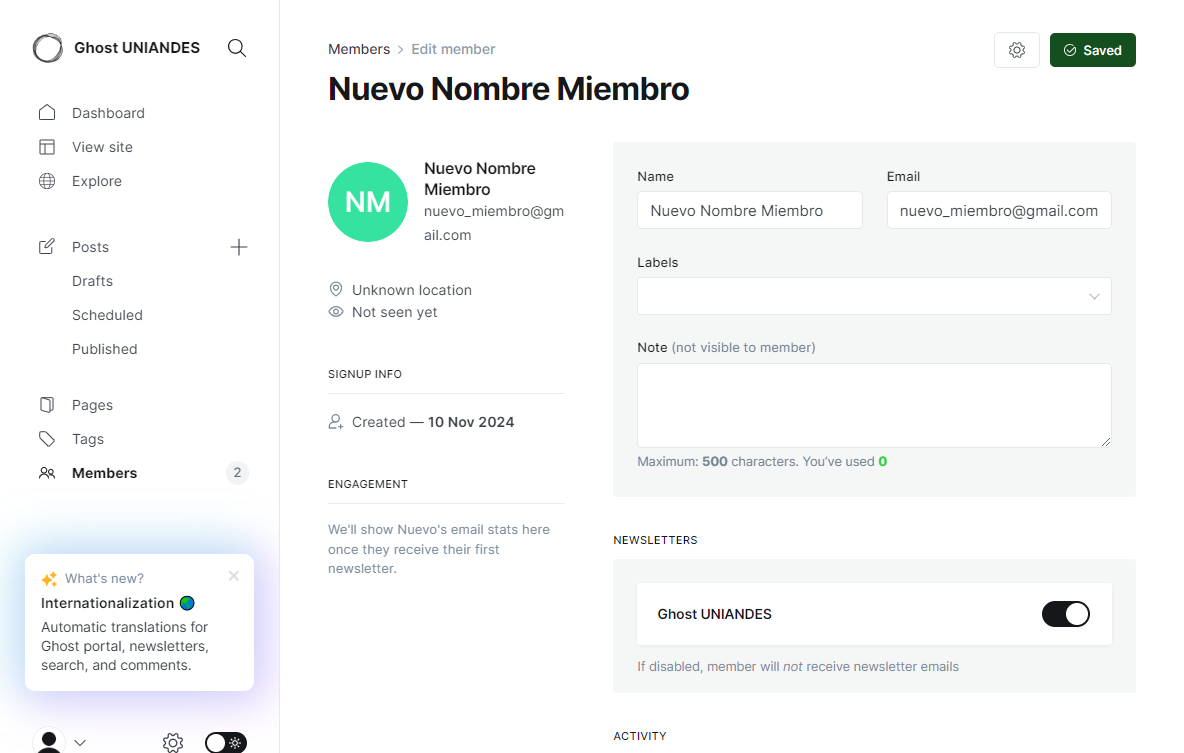 Ghost UNIANDES
Dashboard
View site
Explore
Posts
Drafts
Scheduled
Published
Pages
Tags
Members 2
What's new?
Internationalization
Automatic translations for
Ghost portal, newsletters,
search, and comments.
Members > Edit member
Saved
Nuevo Nombre Miembro
NM
Nuevo Nombre
Miembro
nuevo_miembro@gm
ail.com
Unknown location
Not seen yet
SIGNUP INFO
Created — 10 Nov 2024
ENGAGEMENT
We'll show Nuevo's email stats here
once they receive their first
newsletter.
Name
Nuevo Nombre Miembro
Email
nuevo_miembro@gmail.com
Labels
Note (not visible to member)
Maximum: 500 characters. You've used 0
NEWSLETTERS
Ghost UNIANDES
If disabled, member will not receive newsletter emails
ACTIVITY